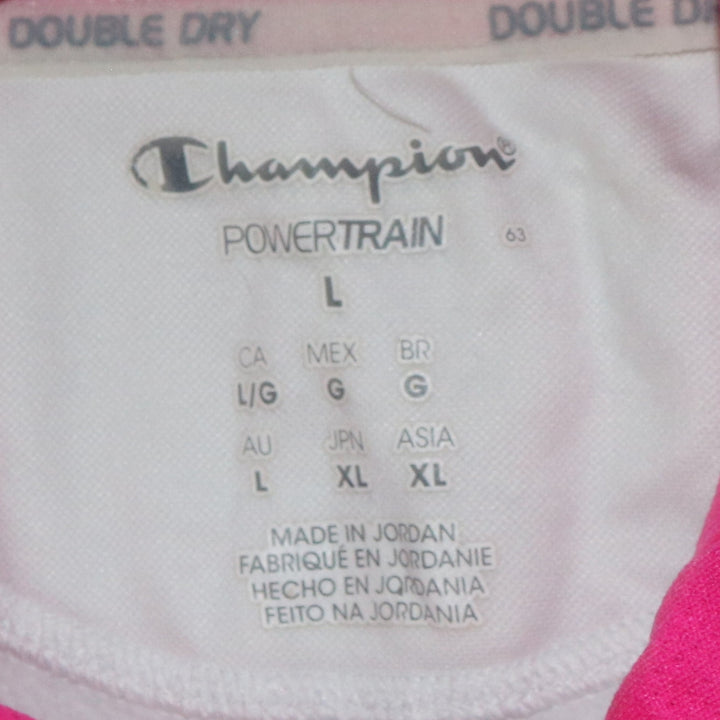 DOUBLE DRY DOUBLE
Champion®
POWERTRAIN 63
L
CA MEX BR
L/G G G
AU JPN ASIA
L XL XL
MADE IN JORDAN
FABRIQUÉ EN JORDANIE
HECHO EN JORDANIA
FEITO NA JORDANIA